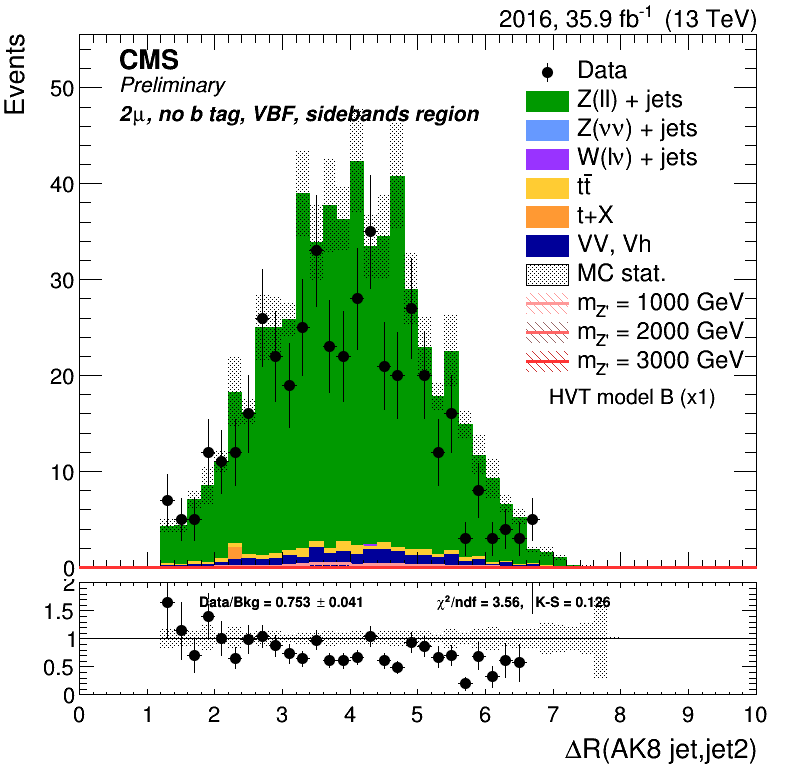 2016, 35.9 fb⁻¹ (13 TeV)
Events
CMS
Preliminary
2μ, no b tag, VBF, sidebands region
Data
Z(ll) + jets
Z(νν) + jets
W(lν) + jets
tt̄
t+X
VV, Vh
MC stat.
m_Z' = 1000 GeV
m_Z' = 2000 GeV
m_Z' = 3000 GeV
HVT model B (x1)
50
40
30
20
10
0
Data/Bkg = 0.753 ± 0.041
χ²/ndf = 3.56, K-S = 0.126
2
1.5
1
0.5
0
0 1 2 3 4 5 6 7 8 9 10
ΔR(AK8 jet,jet2)